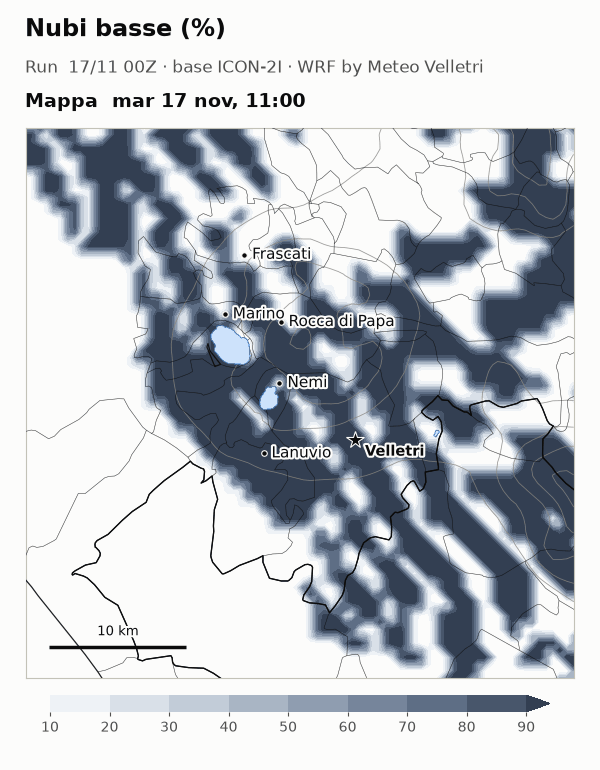 Nubi basse (%)
Run  17/11 00Z · base ICON-2I · WRF by Meteo Velletri
Mappa  mar 17 nov, 11:00
Frascati
Marino
Rocca di Papa
Nemi
Velletri
Lanuvio
10 km
10 20 30 40 50 60 70 80 90